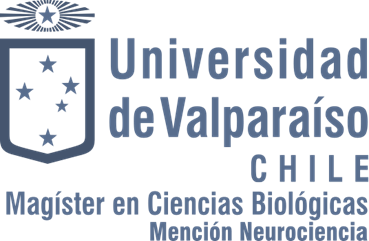 Universidad
de Valparaíso
CHILE
Magíster en Ciencias Biológicas
Mención Neurociencia